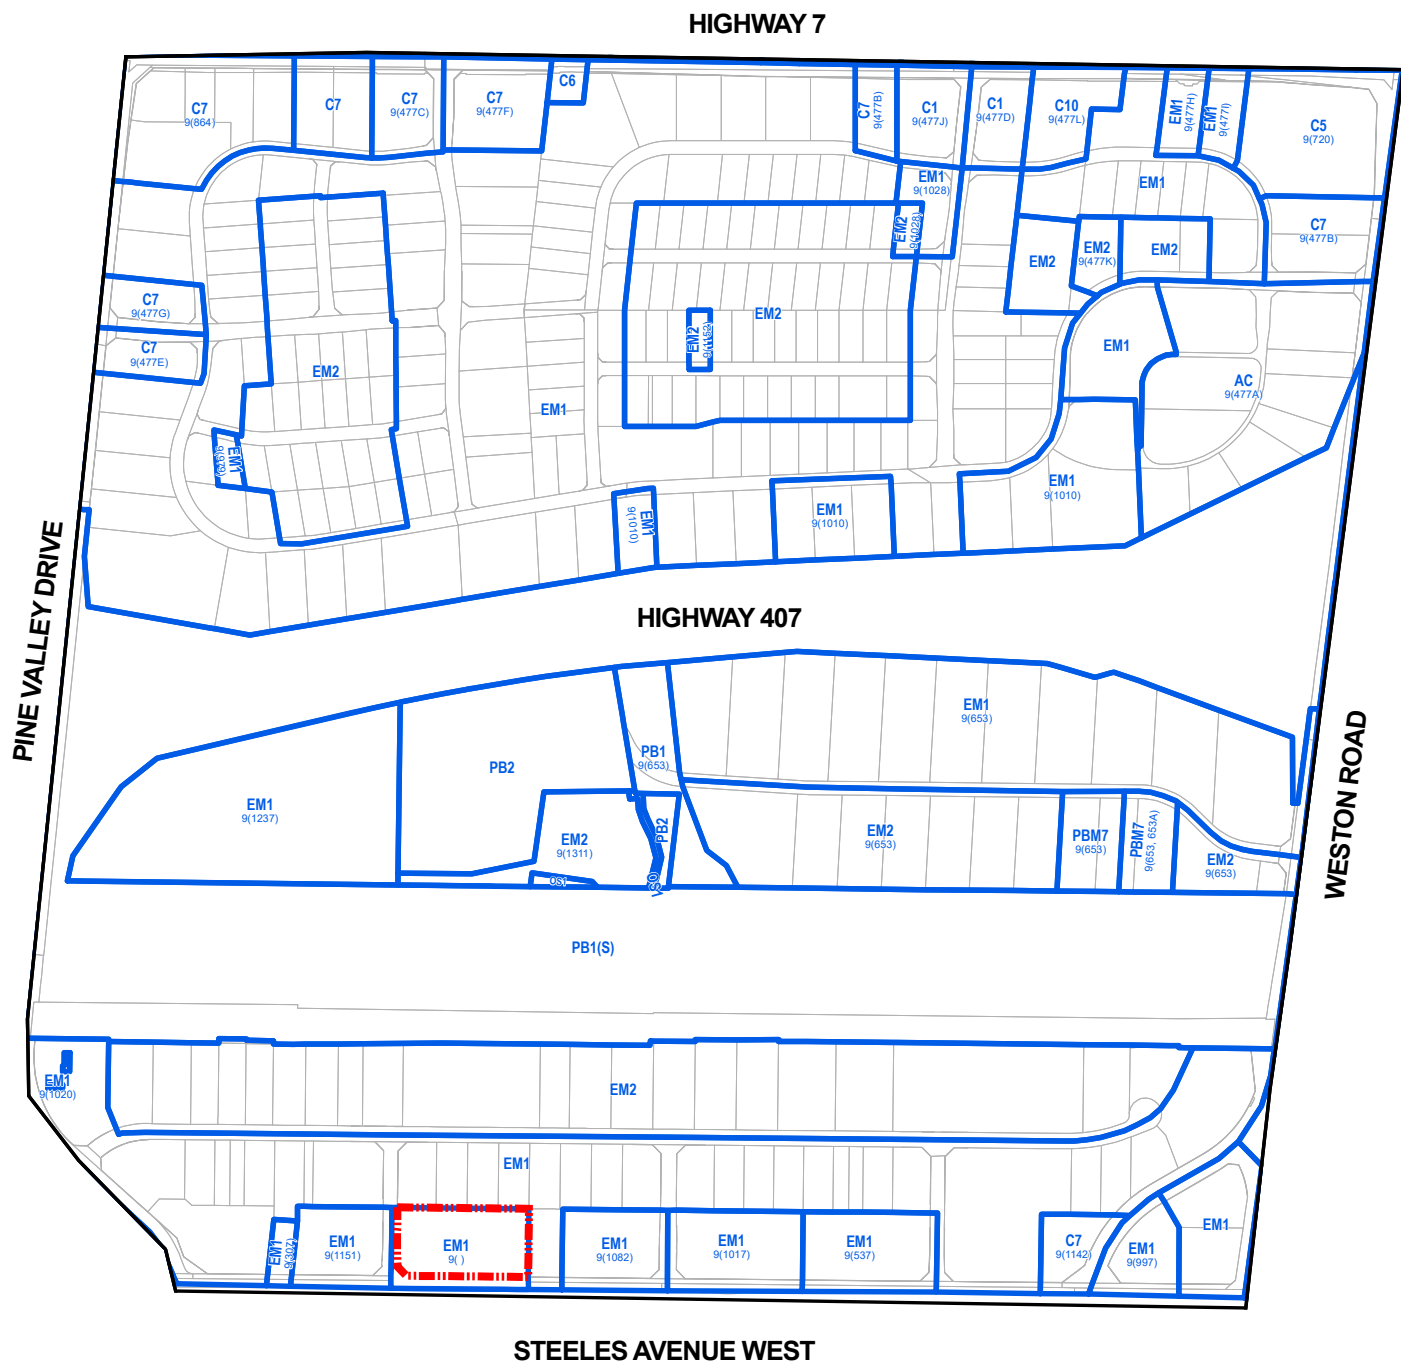 HIGHWAY 7
C7
9(864)
C7
C7
9(477C)
C7
9(477F)
C6
C7
9(477B)
C1
9(477J)
C1
9(477D)
C10
9(477L)
EM1
9(477H)
EM1
9(477I)
C5
9(720)
EM1
9(1028)
EM2
9(1028)
EM1
C7
9(477B)
EM2
EM2
9(477K)
EM2
C7
9(477G)
C7
9(477E)
EM2
EM2
9(1152)
EM2
EM1
EM1
AC
9(477A)
EM1
9(979)
EM1
9(1010)
EM1
9(1010)
EM1
9(1010)
PINE VALLEY DRIVE
HIGHWAY 407
WESTON ROAD
EM1
9(653)
PB1
9(653)
PB2
EM1
9(1237)
EM2
9(1311)
PB2
EM2
9(653)
PBM7
9(653)
PBM7
9(653, 653A)
EM2
9(653)
OS1
OS1
PB1(S)
EM1
9(1020)
EM2
EM1
EM1
9(307)
EM1
9(1151)
EM1
9( )
EM1
9(1082)
EM1
9(1017)
EM1
9(537)
C7
9(1142)
EM1
9(997)
EM1
STEELES AVENUE WEST